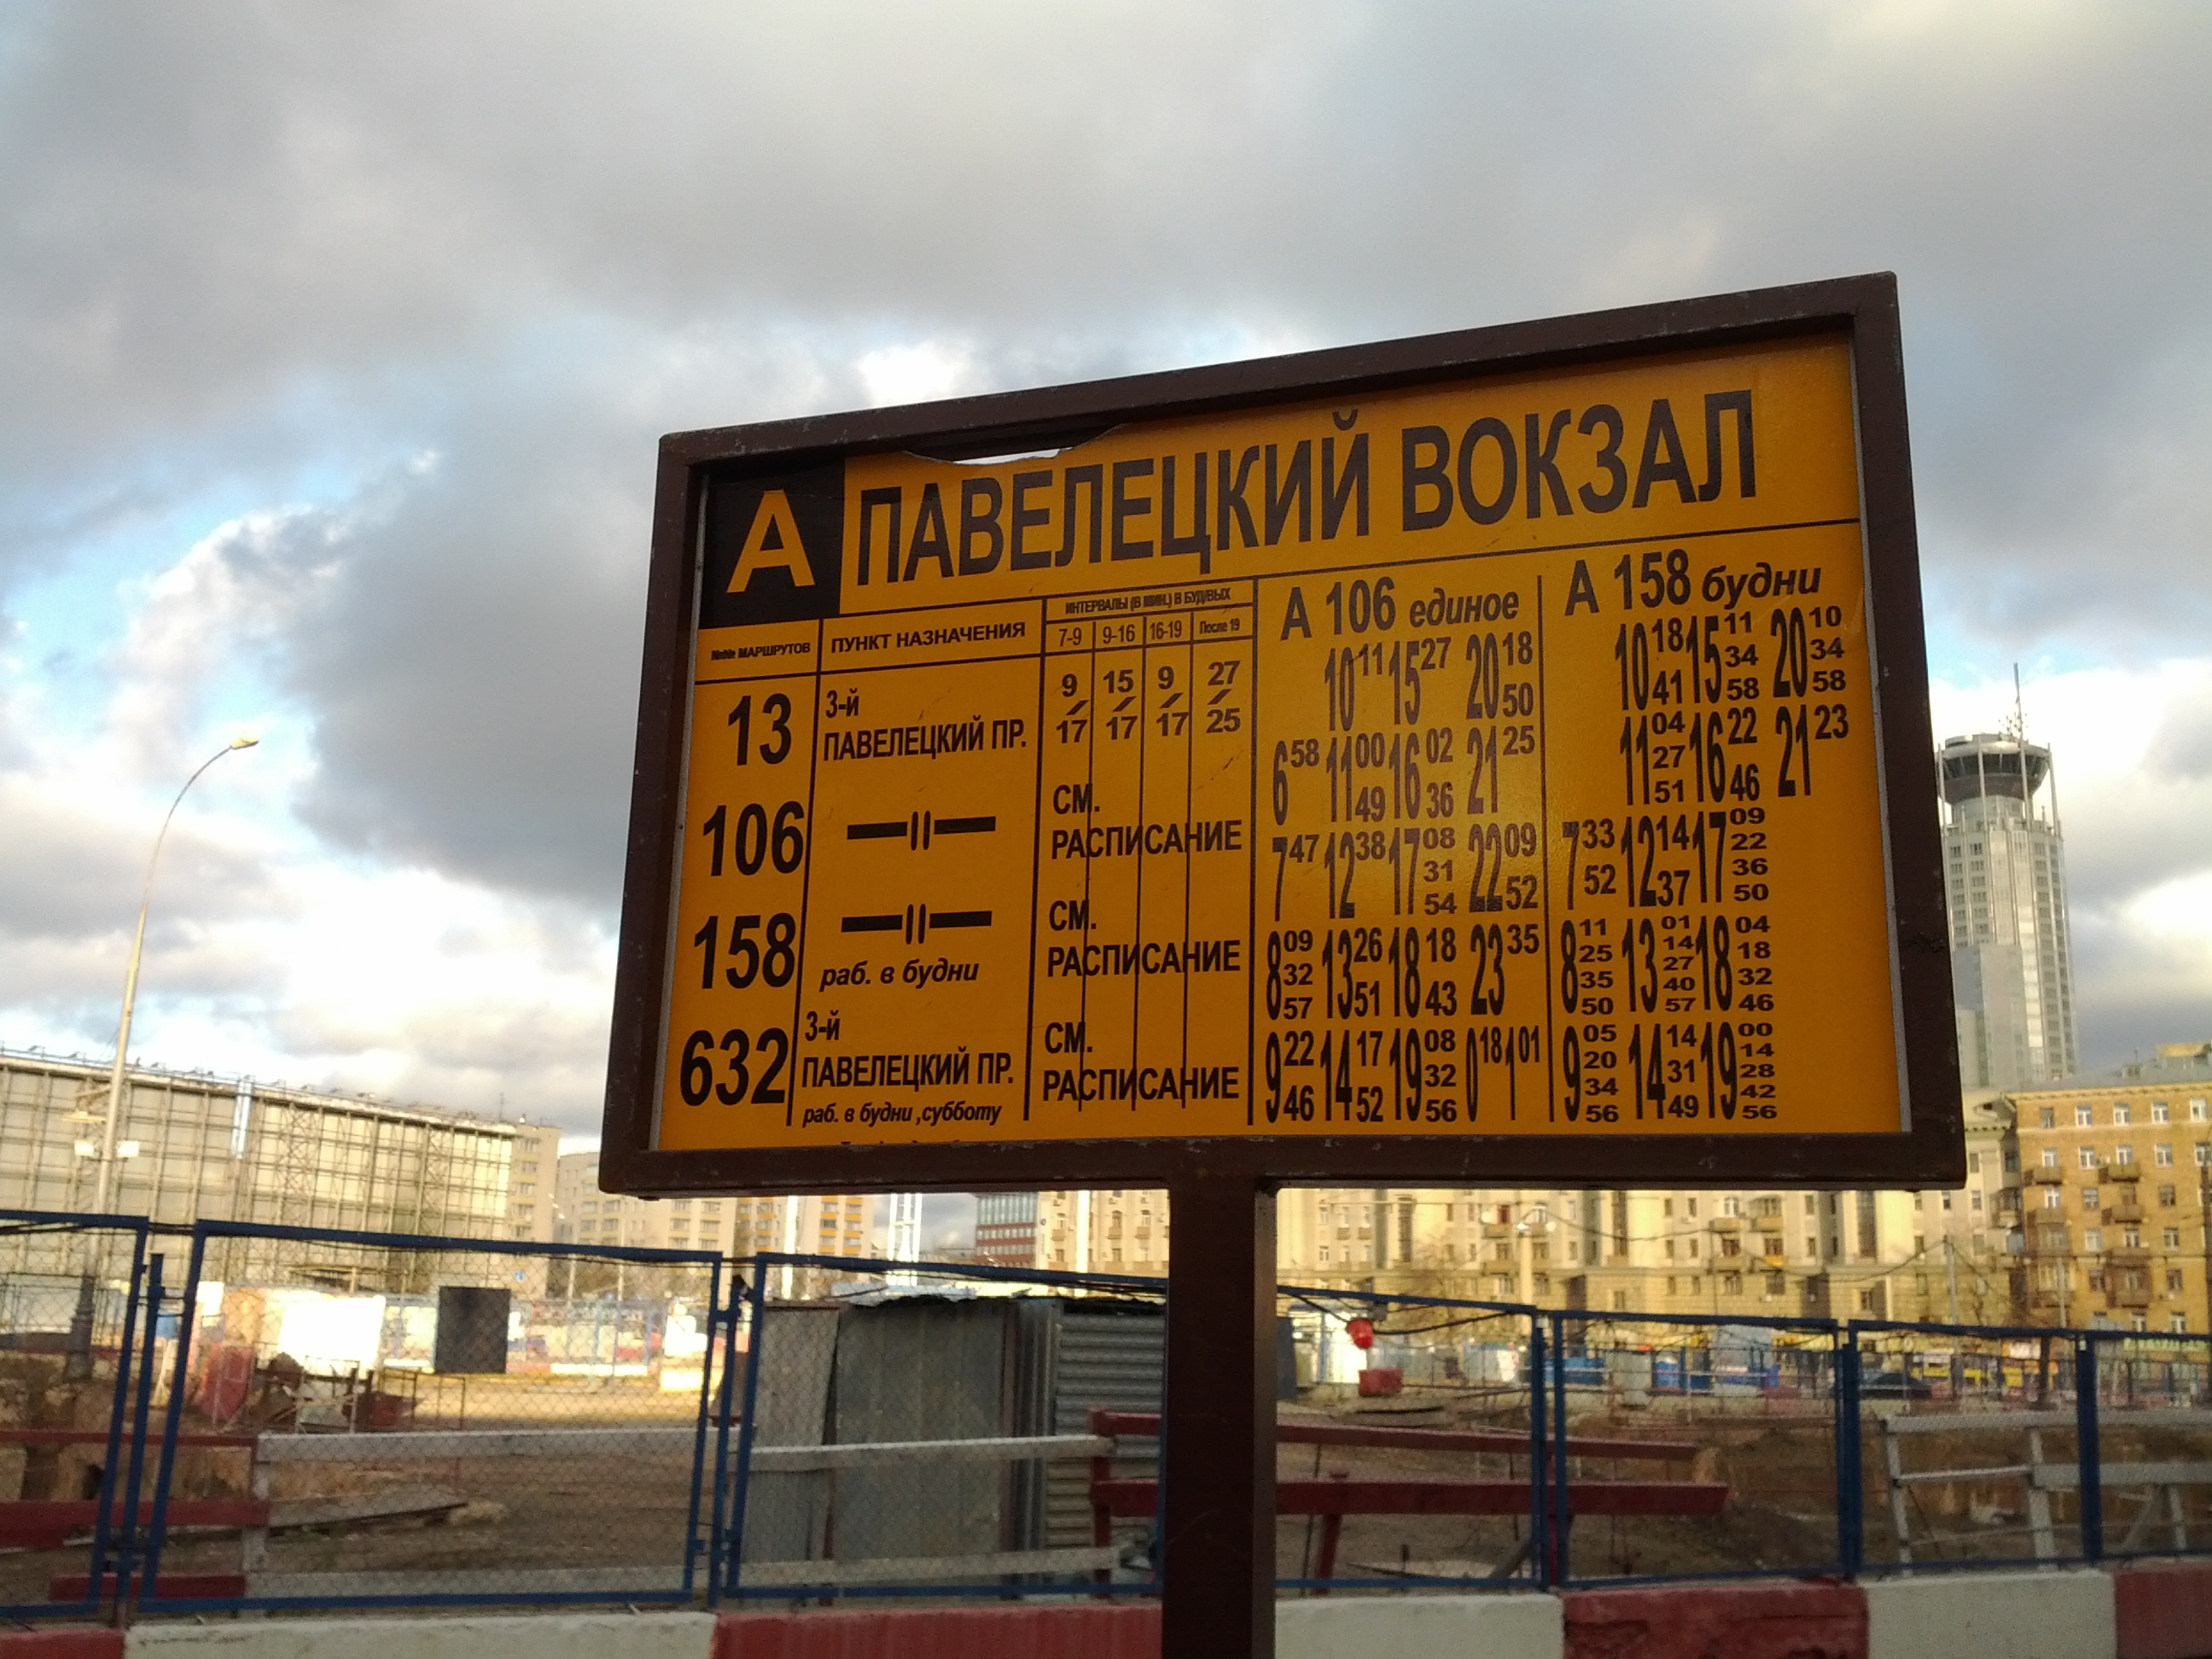 А ПАВЕЛЕЦКИЙ ВОКЗАЛ
№№ МАРШРУТОВ
ПУНКТ НАЗНАЧЕНИЯ
ИНТЕРВАЛЫ (В МИН.) В БУД/ВЫХ
7-9 9-16 16-19 После 19
13
3-й
ПАВЕЛЕЦКИЙ ПР.
9 15 9 27
17 17 17 25
106
СМ.
РАСПИСАНИЕ
158
раб. в будни
СМ.
РАСПИСАНИЕ
632
3-й
ПАВЕЛЕЦКИЙ ПР.
раб. в будни ,субботу
СМ.
РАСПИСАНИЕ
А 106 единое
10 11 15 27 20 18 50
6 58 11 00 49 16 02 36 21 25
7 47 12 38 17 08 31 54 22 09 52
8 09 32 57 13 26 51 18 18 43 23 35
9 22 46 14 17 52 19 08 32 56 0 18 1 01
А 158 будни
10 18 41 15 11 34 58 20 10 34 58
11 04 27 51 16 22 46 21 23
7 33 52 12 14 37 17 09 22 36 50
8 11 25 35 50 13 01 14 27 40 57 18 04 18 32 46
9 05 20 34 56 14 14 31 49 19 00 14 28 42 56